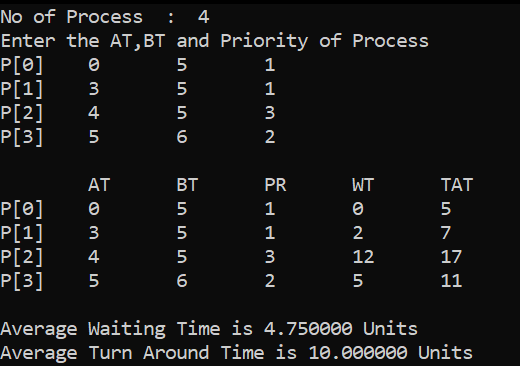 No of Process  :  4
Enter the AT,BT and Priority of Process
P[0]    0       5       1
P[1]    3       5       1
P[2]    4       5       3
P[3]    5       6       2
        AT      BT      PR      WT      TAT
P[0]    0       5       1       0       5
P[1]    3       5       1       2       7
P[2]    4       5       3       12      17
P[3]    5       6       2       5       11
Average Waiting Time is 4.750000 Units
Average Turn Around Time is 10.000000 Units